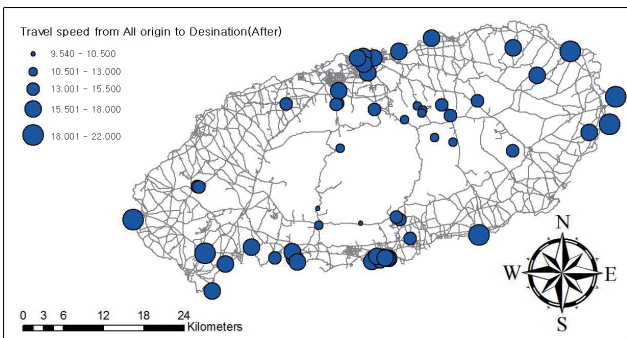 Travel speed from All origin to Desination(After)
9.540 - 10.500
10.501 - 13.000
13.001 - 15.500
15.501 - 18.000
18.001 - 22.000
N
W E
S
0 3 6 12 18 24
Kilometers